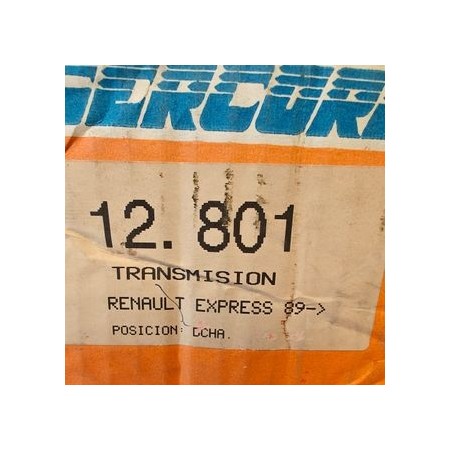 12. 801
TRANSMISION
RENAULT EXPRESS 89->
POSICION: DCHA.